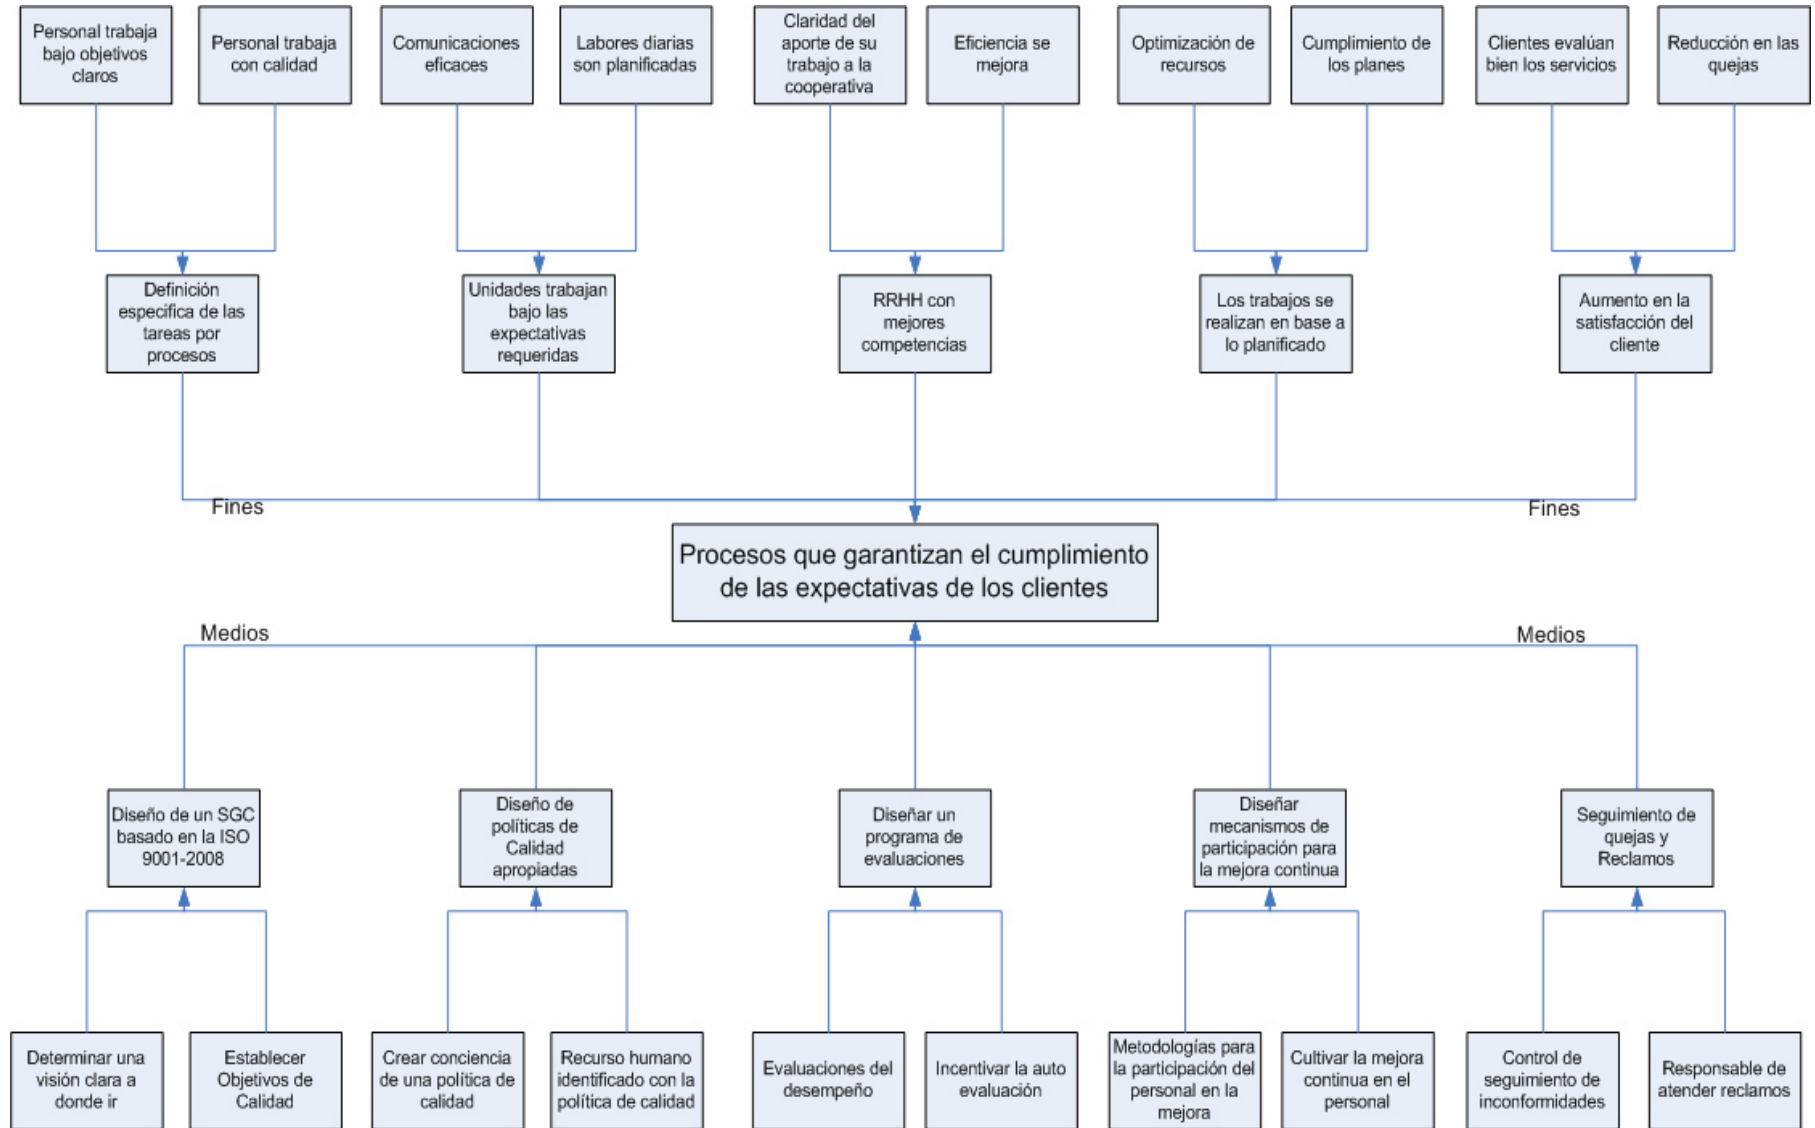 Personal trabaja
bajo objetivos
claros
Personal trabaja
con calidad
Comunicaciones
eficaces
Labores diarias
son planificadas
Claridad del
aporte de su
trabajo a la
cooperativa
Eficiencia se
mejora
Optimización de
recursos
Cumplimiento de
los planes
Clientes evalúan
bien los servicios
Reducción en las
quejas
Definición
especifica de las
tareas por
procesos
Unidades trabajan
bajo las
expectativas
requeridas
RRHH con
mejores
competencias
Los trabajos se
realizan en base a
lo planificado
Aumento en la
satisfacción del
cliente
Fines
Fines
Procesos que garantizan el cumplimiento
de las expectativas de los clientes
Medios
Medios
Diseño de un SGC
basado en la ISO
9001-2008
Diseño de
políticas de
Calidad
apropiadas
Diseñar un
programa de
evaluaciones
Diseñar
mecanismos de
participación para
la mejora continua
Seguimiento de
quejas y
Reclamos
Determinar una
visión clara a
donde ir
Establecer
Objetivos de
Calidad
Crear conciencia
de una política de
calidad
Recurso humano
identificado con la
política de calidad
Evaluaciones del
desempeño
Incentivar la auto
evaluación
Metodologías para
la participación del
personal en la
mejora
Cultivar la mejora
continua en el
personal
Control de
seguimiento de
inconformidades
Responsable de
atender reclamos